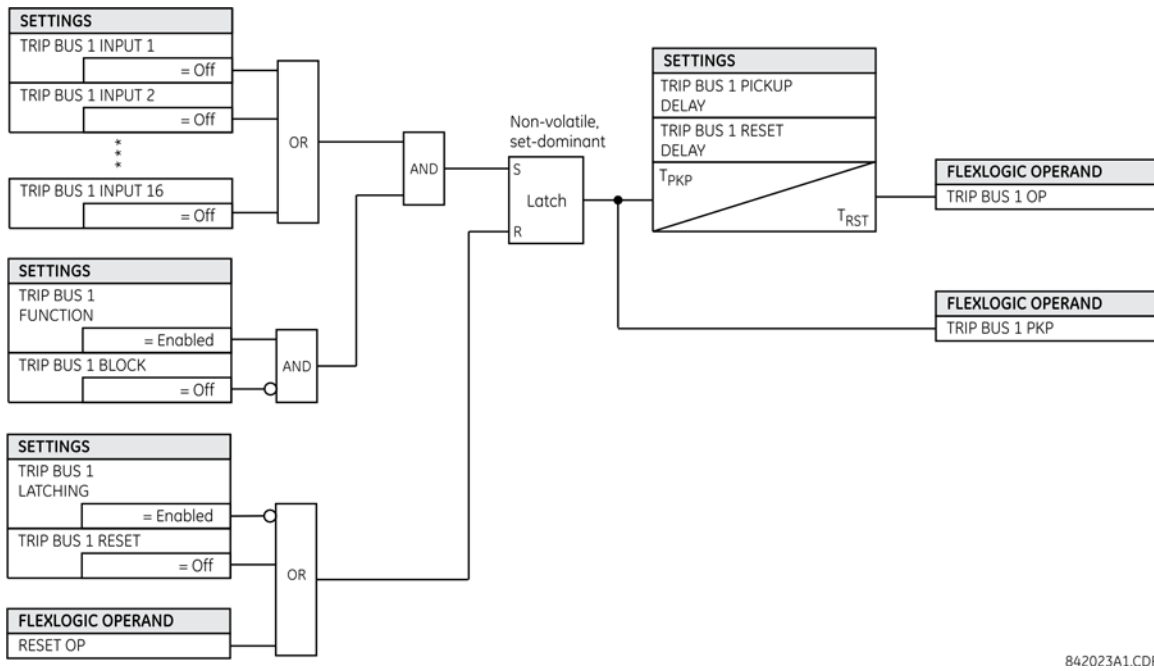 SETTINGS
TRIP BUS 1 INPUT 1
= Off
TRIP BUS 1 INPUT 2
= Off
***
TRIP BUS 1 INPUT 16
= Off
OR
AND
SETTINGS
TRIP BUS 1
FUNCTION
= Enabled
TRIP BUS 1 BLOCK
= Off
AND
SETTINGS
TRIP BUS 1
LATCHING
= Enabled
TRIP BUS 1 RESET
= Off
FLEXLOGIC OPERAND
RESET OP
OR
Non-volatile,
set-dominant
S
Latch
R
SETTINGS
TRIP BUS 1 PICKUP
DELAY
TRIP BUS 1 RESET
DELAY
TPKP
TRST
FLEXLOGIC OPERAND
TRIP BUS 1 OP
FLEXLOGIC OPERAND
TRIP BUS 1 PKP
842023A1.CDR